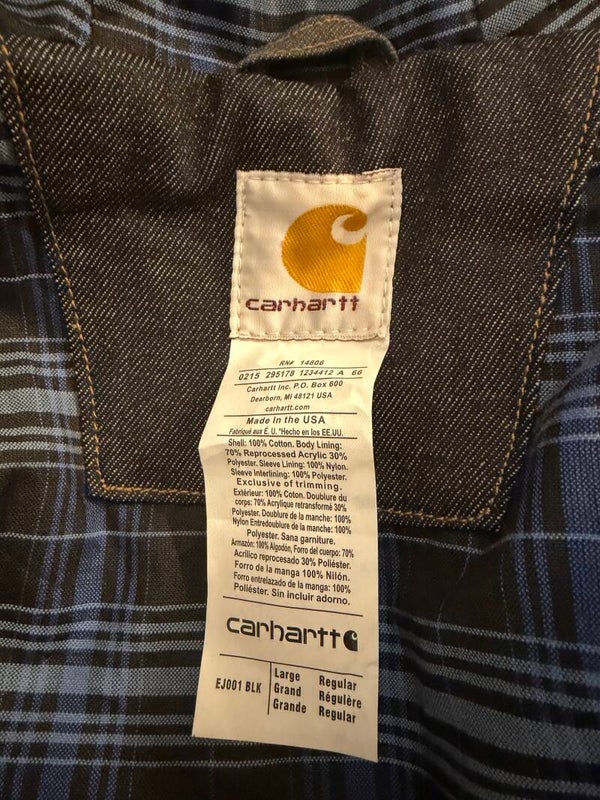 carhartt
RN# 14806
0215 295178 1234412 A 66
Carhartt Inc. P.O. Box 600
Dearborn, MI 48121 USA
carhartt.com
Made In the USA
Fabriqué aux É. U. *Hecho en los EE.UU.
Shell: 100% Cotton. Body Lining:
70% Reprocessed Acrylic 30%
Polyester. Sleeve Lining: 100% Nylon.
Sleeve Interlining: 100% Polyester.
Exclusive of trimming.
Extérieur: 100% Coton. Doublure du
corps: 70% Acrylique retransformé 30%
Polyester. Doublure de la manche: 100%
Nylon Entredoublure de la manche: 100%
Polyester. Sana garniture.
Armazón: 100% Algodón, Forro del cuerpo: 70%
Acrilico reprocesado 30% Poliéster.
Forro de la manga 100% Nilón.
Forro entrelazado de la manga: 100%
Poliéster. Sin incluir adorno.
carhartt
EJ001 BLK
Large Regular
Grand Régulière
Grande Regular